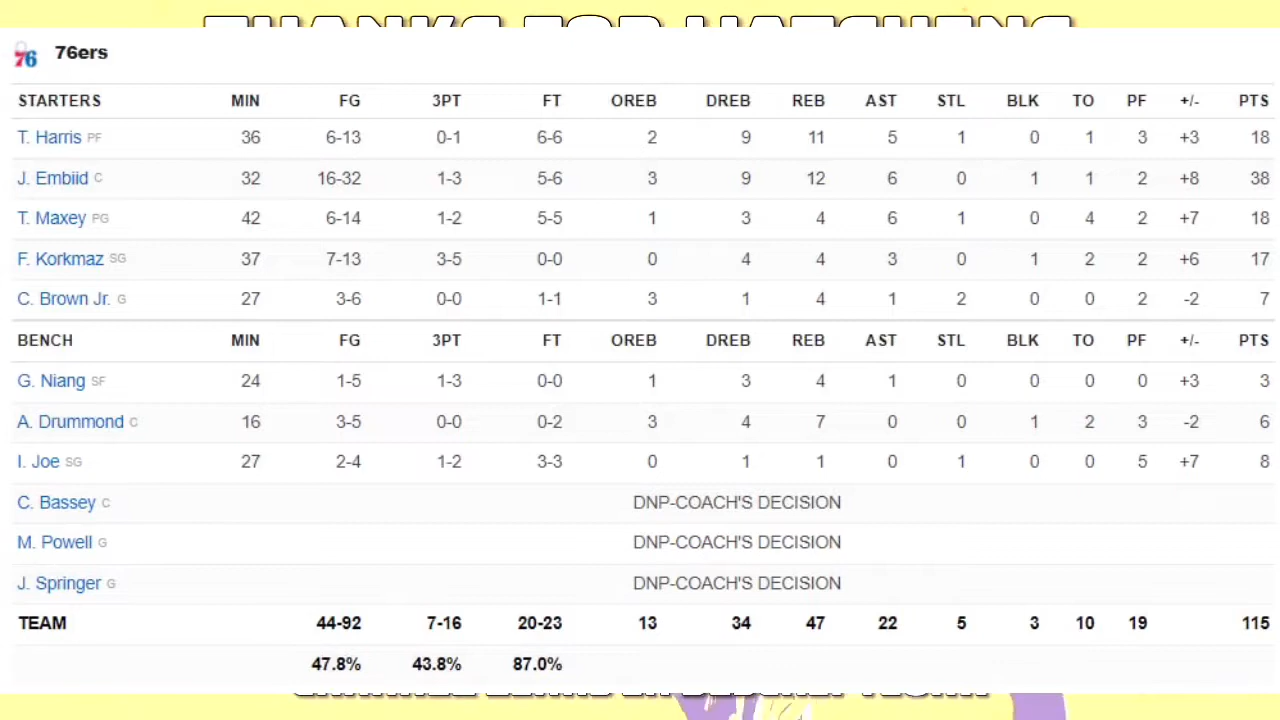 THANKS FOR WATCHING
76 76ers
STARTERS MIN FG 3PT FT OREB DREB REB AST STL BLK TO PF +/- PTS
T. Harris PF 36 6-13 0-1 6-6 2 9 11 5 1 0 1 3 +3 18
J. Embiid C 32 16-32 1-3 5-6 3 9 12 6 0 1 1 2 +8 38
T. Maxey PG 42 6-14 1-2 5-5 1 3 4 6 1 0 4 2 +7 18
F. Korkmaz SG 37 7-13 3-5 0-0 0 4 4 3 0 1 2 2 +6 17
C. Brown Jr. G 27 3-6 0-0 1-1 3 1 4 1 2 0 0 2 -2 7
BENCH MIN FG 3PT FT OREB DREB REB AST STL BLK TO PF +/- PTS
G. Niang SF 24 1-5 1-3 0-0 1 3 4 1 0 0 0 0 +3 3
A. Drummond C 16 3-5 0-0 0-2 3 4 7 0 0 1 2 3 -2 6
I. Joe SG 27 2-4 1-2 3-3 0 1 1 0 1 0 0 5 +7 8
C. Bassey C DNP-COACH'S DECISION
M. Powell G DNP-COACH'S DECISION
J. Springer G DNP-COACH'S DECISION
TEAM 44-92 7-16 20-23 13 34 47 22 5 3 10 19 115
47.8% 43.8% 87.0%